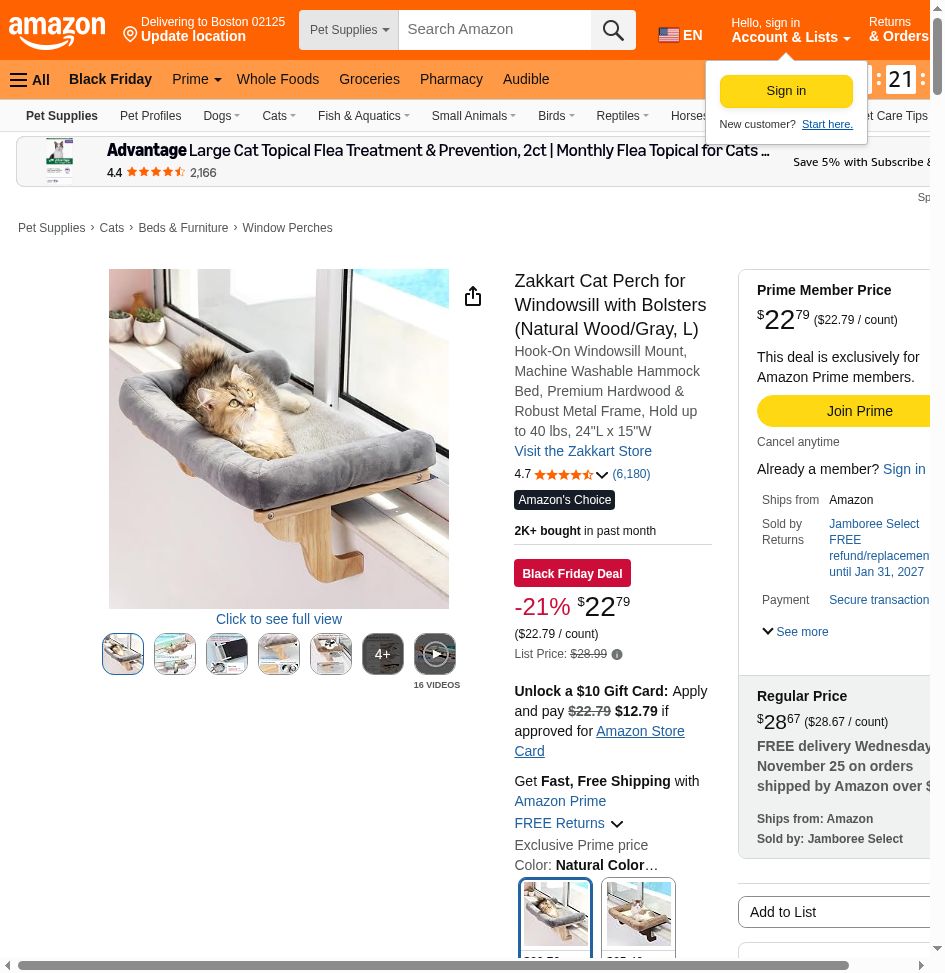 amazon
Delivering to Boston 02125
Update location
Pet Supplies
Search Amazon
EN
Hello, sign in
Account & Lists
Returns
& Orders
All
Black Friday
Prime
Whole Foods
Groceries
Pharmacy
Audible
: 21 :
Sign in
New customer? Start here.
Pet Supplies
Pet Profiles
Dogs
Cats
Fish & Aquatics
Small Animals
Birds
Reptiles
Horses
Care Tips
Advantage Large Cat Topical Flea Treatment & Prevention, 2ct | Monthly Flea Topical for Cats ...
4.4
2,166
Save 5% with Subscribe
Pet Supplies › Cats › Beds & Furniture › Window Perches
Click to see full view
4+
16 VIDEOS
Zakkart Cat Perch for
Windowsill with Bolsters
(Natural Wood/Gray, L)
Hook-On Windowsill Mount,
Machine Washable Hammock
Bed, Premium Hardwood &
Robust Metal Frame, Hold up
to 40 lbs, 24"L x 15"W
Visit the Zakkart Store
4.7 (6,180)
Amazon's Choice
2K+ bought in past month
Black Friday Deal
-21% $22 79
($22.79 / count)
List Price: $28.99
Unlock a $10 Gift Card: Apply
and pay $22.79 $12.79 if
approved for Amazon Store
Card
Get Fast, Free Shipping with
Amazon Prime
FREE Returns
Exclusive Prime price
Color: Natural Color…
Prime Member Price
$22 79 ($22.79 / count)
This deal is exclusively for
Amazon Prime members.
Join Prime
Cancel anytime
Already a member? Sign in
Ships from Amazon
Sold by Jamboree Select
Returns FREE
refund/replacemen
until Jan 31, 2027
Payment Secure transaction
See more
Regular Price
$28 67 ($28.67 / count)
FREE delivery Wednesday
November 25 on orders
shipped by Amazon over $
Ships from: Amazon
Sold by: Jamboree Select
Add to List